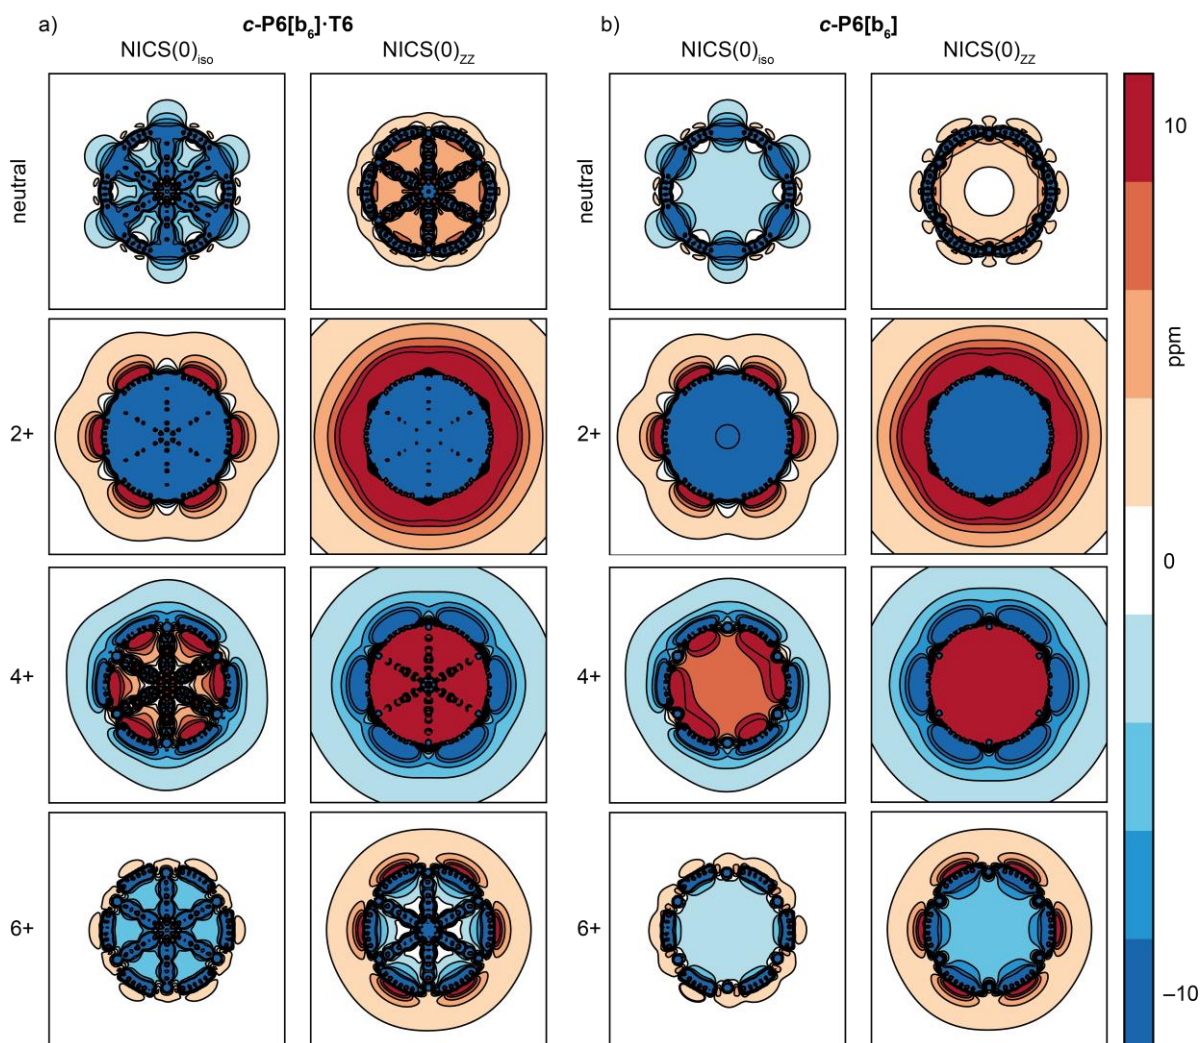 a) c-P6[b₆]·T6
NICS(0)iso NICS(0)ZZ
b) c-P6[b₆]
NICS(0)iso NICS(0)ZZ
neutral
neutral
2+
2+
4+
4+
6+
6+
10
ppm
0
–10